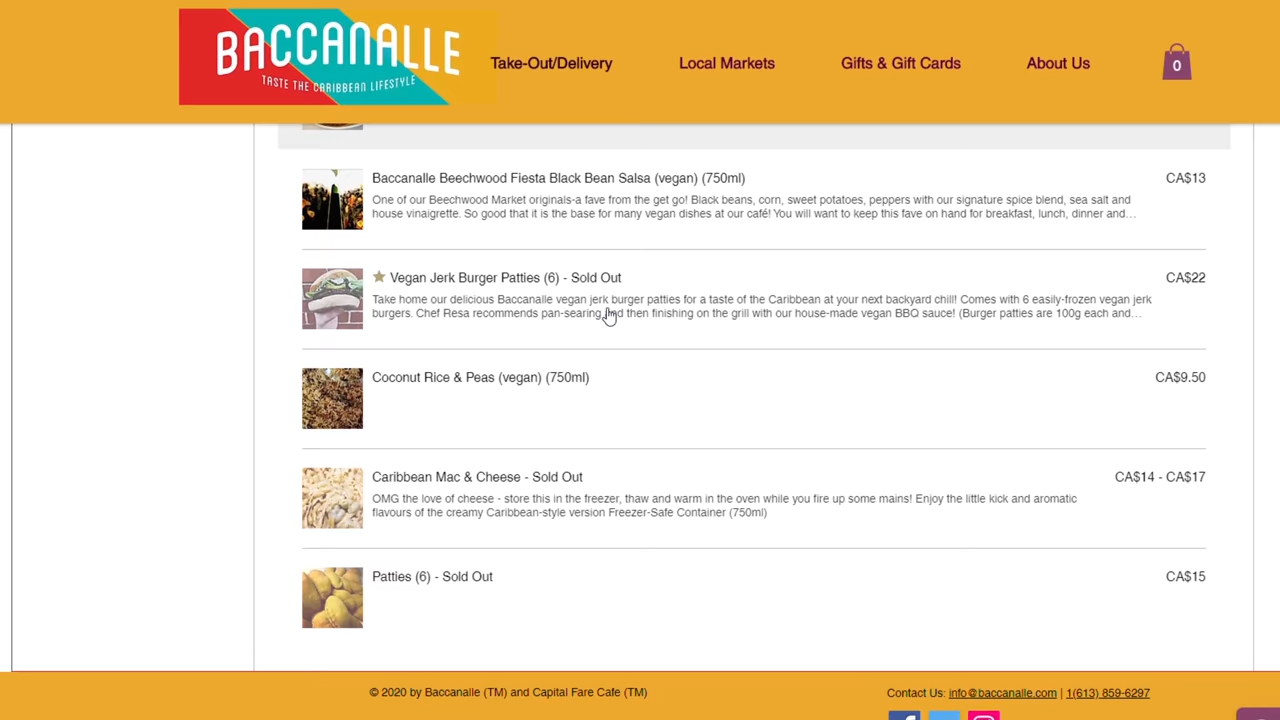 BACCANALLE
TASTE THE CARIBBEAN LIFESTYLE
Take-Out/Delivery
Local Markets
Gifts & Gift Cards
About Us
0
Baccanalle Beechwood Fiesta Black Bean Salsa (vegan) (750ml)
CA$13
One of our Beechwood Market originals-a fave from the get go! Black beans, corn, sweet potatoes, peppers with our signature spice blend, sea salt and
house vinaigrette. So good that it is the base for many vegan dishes at our café! You will want to keep this fave on hand for breakfast, lunch, dinner and…
Vegan Jerk Burger Patties (6) - Sold Out
CA$22
Take home our delicious Baccanalle vegan jerk burger patties for a taste of the Caribbean at your next backyard chill! Comes with 6 easily-frozen vegan jerk
burgers. Chef Resa recommends pan-searing and then finishing on the grill with our house-made vegan BBQ sauce! (Burger patties are 100g each and…
Coconut Rice & Peas (vegan) (750ml)
CA$9.50
Caribbean Mac & Cheese - Sold Out
CA$14 - CA$17
OMG the love of cheese - store this in the freezer, thaw and warm in the oven while you fire up some mains! Enjoy the little kick and aromatic
flavours of the creamy Caribbean-style version Freezer-Safe Container (750ml)
Patties (6) - Sold Out
CA$15
© 2020 by Baccanalle (TM) and Capital Fare Cafe (TM)
Contact Us: info@baccanalle.com | 1(613) 859-6297